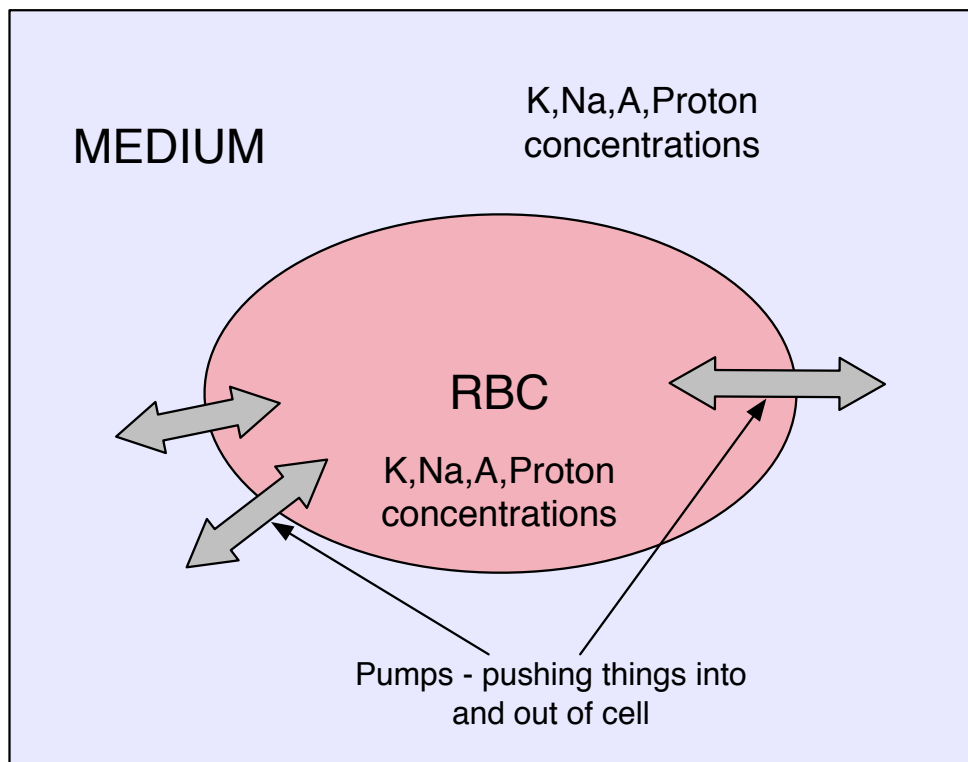 K,Na,A,Proton
concentrations
MEDIUM
RBC
K,Na,A,Proton
concentrations
Pumps - pushing things into
and out of cell